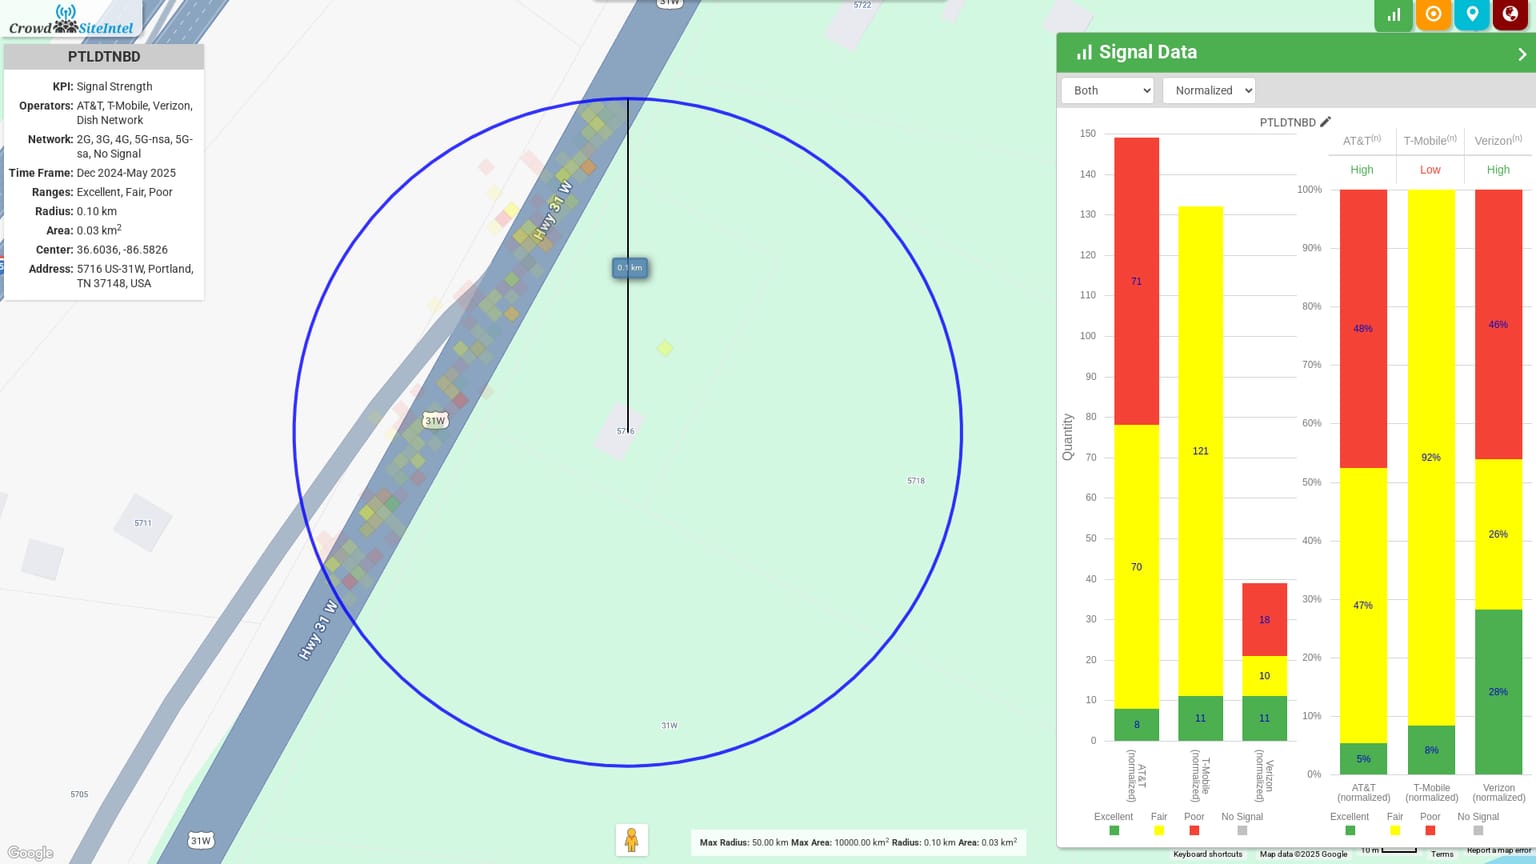 CrowdSiteIntel
PTLDTNBD
KPI: Signal Strength
Operators: AT&T, T-Mobile, Verizon,
Dish Network
Network: 2G, 3G, 4G, 5G-nsa, 5G-
sa, No Signal
Time Frame: Dec 2024-May 2025
Ranges: Excellent, Fair, Poor
Radius: 0.10 km
Area: 0.03 km²
Center: 36.6036, -86.5826
Address: 5716 US-31W, Portland,
TN 37148, USA
31W
5722
Hwy 31 W
0.1 km
31W
5716
5718
5711
Hwy 31 W
31W
5705
31W
Google
Max Radius: 50.00 km Max Area: 10000.00 km² Radius: 0.10 km Area: 0.03 km²
Signal Data
Both
Normalized
PTLDTNBD
AT&T(n) T-Mobile(n) Verizon(n)
High Low High
Quantity
150
140
130
120
110
100
90
80
70
60
50
40
30
20
10
0
71
70
8
121
11
18
10
11
AT&T
(normalized)
T-Mobile
(normalized)
Verizon
(normalized)
Excellent Fair Poor No Signal
100%
90%
80%
70%
60%
50%
40%
30%
20%
10%
0%
48%
47%
5%
92%
8%
46%
26%
28%
AT&T
(normalized)
T-Mobile
(normalized)
Verizon
(normalized)
Excellent Fair Poor No Signal
Keyboard shortcuts
Map data ©2025 Google
10 m
Terms
Report a map error